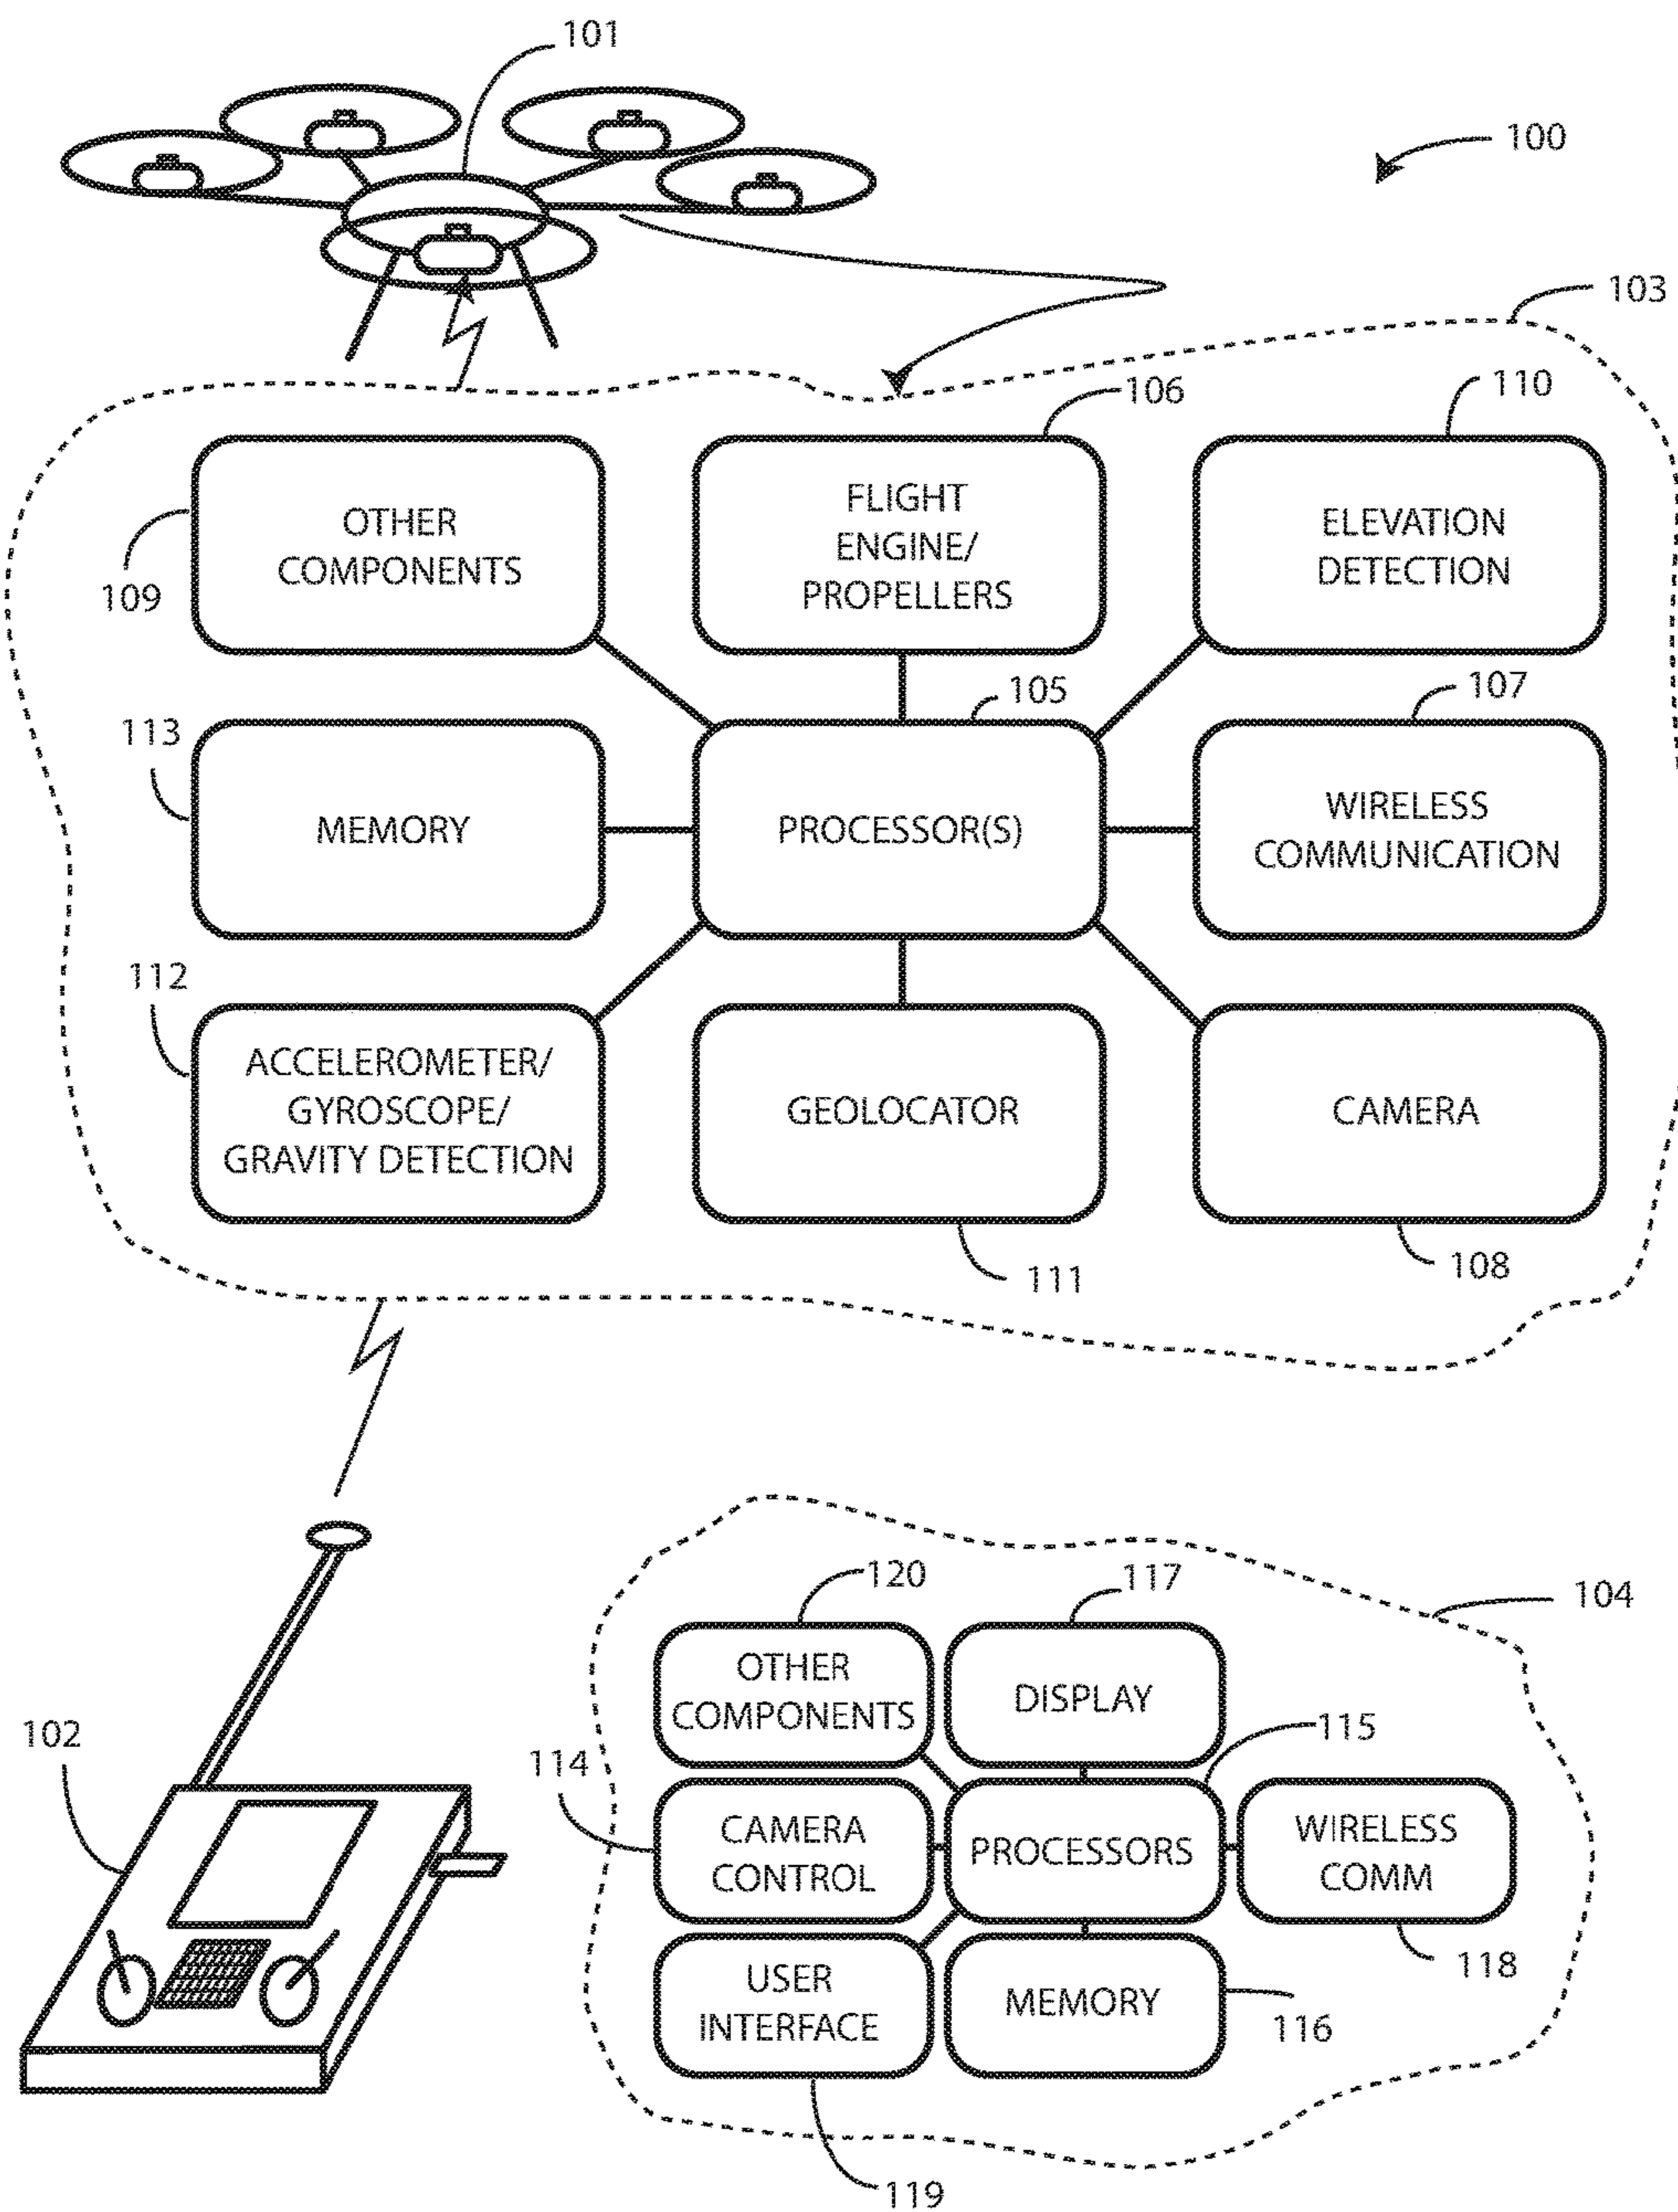 101
100
103
106
110
OTHER
COMPONENTS
FLIGHT
ENGINE/
PROPELLERS
ELEVATION
DETECTION
109
105
107
113
MEMORY
PROCESSOR(S)
WIRELESS
COMMUNICATION
112
ACCELEROMETER/
GYROSCOPE/
GRAVITY DETECTION
GEOLOCATOR
CAMERA
111
108
120
117
104
OTHER
COMPONENTS
DISPLAY
102
114
115
CAMERA
CONTROL
PROCESSORS
WIRELESS
COMM
118
USER
INTERFACE
MEMORY
116
119